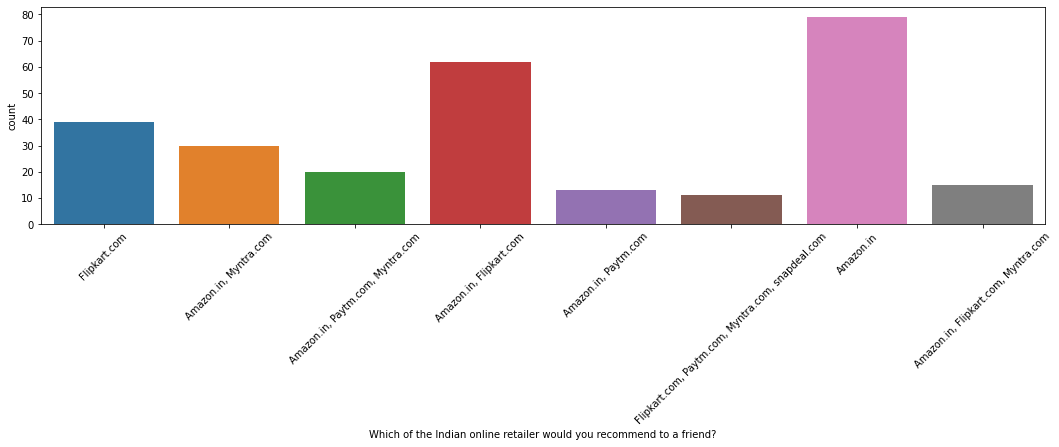 80
70
60
50
40
30
20
10
0
count
Flipkart.com
Amazon.in, Myntra.com
Amazon.in, Paytm.com, Myntra.com
Amazon.in, Flipkart.com
Amazon.in, Paytm.com
Flipkart.com, Paytm.com, Myntra.com, snapdeal.com
Amazon.in
Amazon.in, Flipkart.com, Myntra.com
Which of the Indian online retailer would you recommend to a friend?